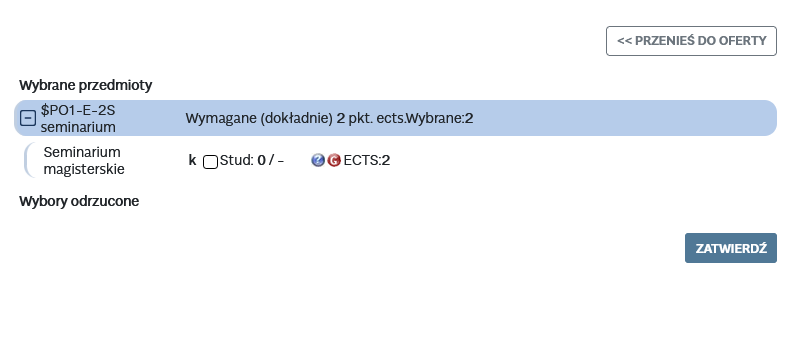 << PRZENIEŚ DO OFERTY
Wybrane przedmioty
$PO1-E-2S
seminarium
Wymagane (dokładnie) 2 pkt. ects.Wybrane:2
Seminarium
magisterskie
k Stud: 0 / - ? G ECTS:2
Wybory odrzucone
ZATWIERDŹ